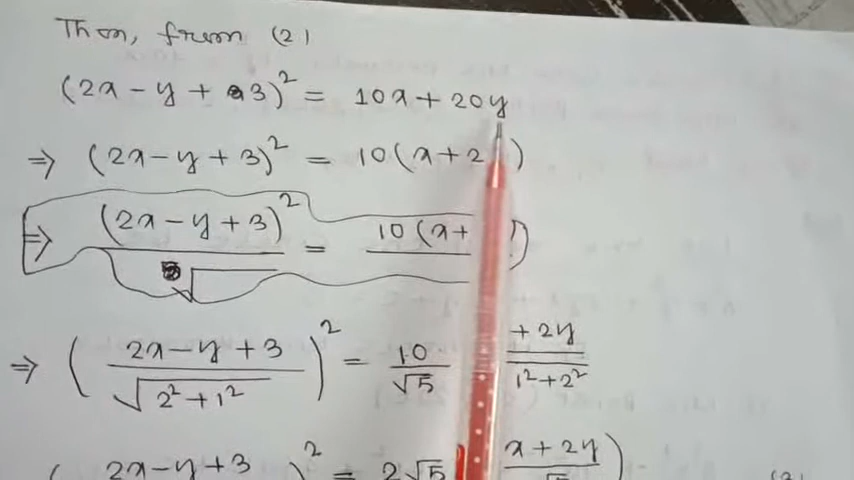 Then, from (2)
(2x - y + 3)² = 10x + 20y
⇒ (2x - y + 3)² = 10(x + 2 )
⇒ (2x - y + 3)² / √ = 10(x + )
⇒ ((2x - y + 3) / √(2² + 1²))² = 10/√5 + 2y / 1² + 2²
( 2x - y + 3 )² = 2√5 x + 2y / √5 )